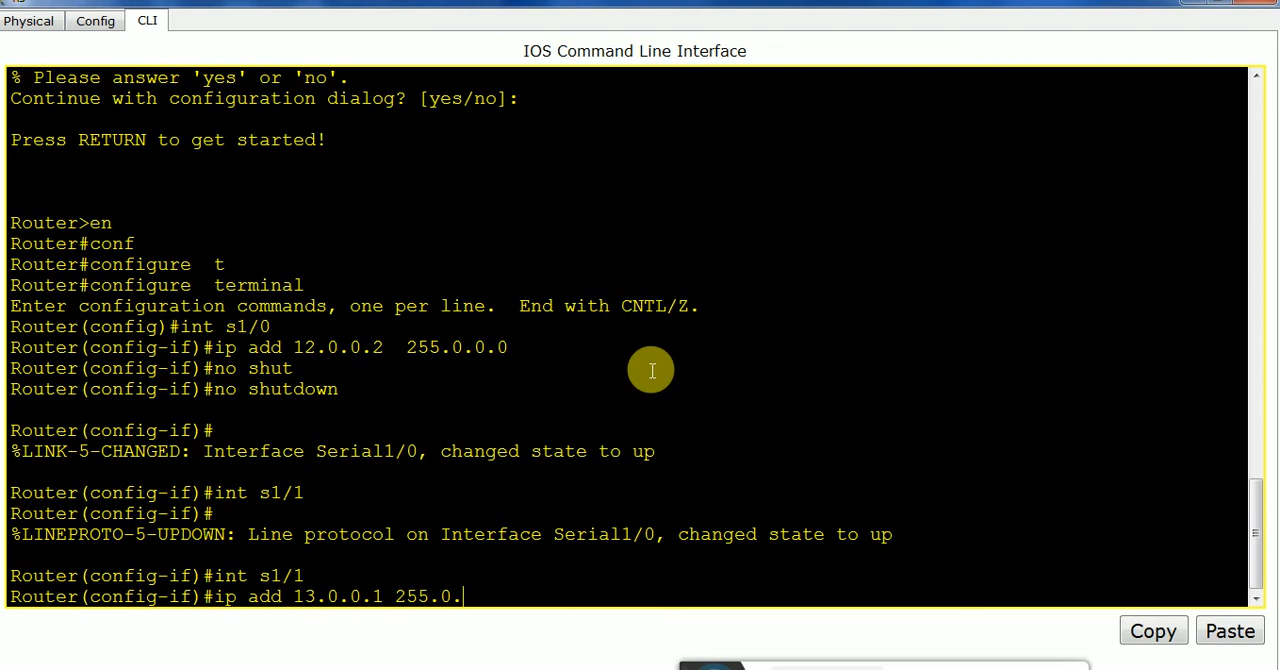 Physical Config CLI
IOS Command Line Interface
% Please answer 'yes' or 'no'.
Continue with configuration dialog? [yes/no]:
Press RETURN to get started!
Router>en
Router#conf
Router#configure  t
Router#configure  terminal
Enter configuration commands, one per line.  End with CNTL/Z.
Router(config)#int s1/0
Router(config-if)#ip add 12.0.0.2  255.0.0.0
Router(config-if)#no shut
Router(config-if)#no shutdown
Router(config-if)#
%LINK-5-CHANGED: Interface Serial1/0, changed state to up
Router(config-if)#int s1/1
Router(config-if)#
%LINEPROTO-5-UPDOWN: Line protocol on Interface Serial1/0, changed state to up
Router(config-if)#int s1/1
Router(config-if)#ip add 13.0.0.1 255.0.
Copy Paste